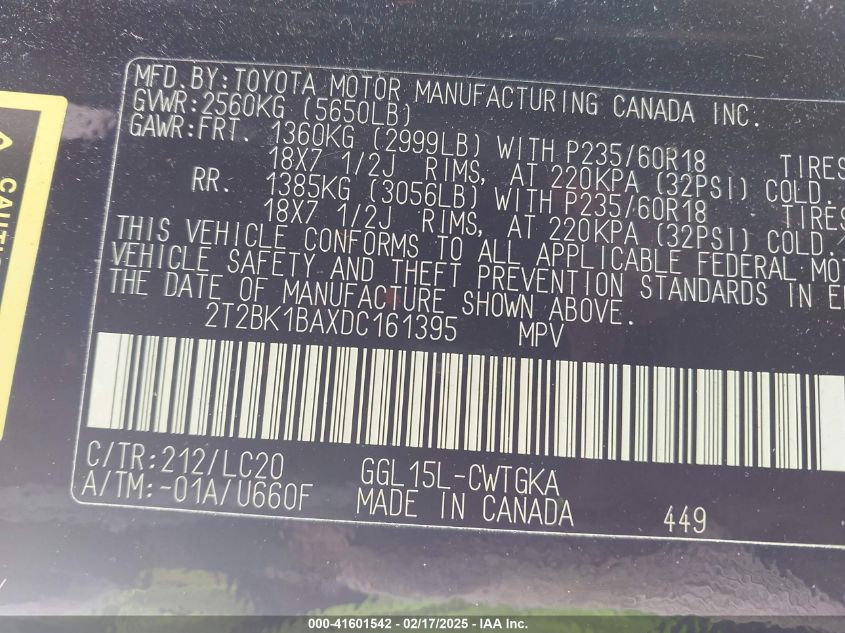 MFD. BY: TOYOTA MOTOR MANUFACTURING CANADA INC.
GVWR: 2560KG (5650LB)
GAWR: FRT. 1360KG (2999LB) WITH P235/60R18 TIRES
18X7 1/2J RIMS, AT 220KPA (32PSI) COLD.
RR. 1385KG (3056LB) WITH P235/60R18 TIRES
18X7 1/2J RIMS, AT 220KPA (32PSI) COLD.
THIS VEHICLE CONFORMS TO ALL APPLICABLE FEDERAL
VEHICLE SAFETY AND THEFT PREVENTION STANDARDS IN
THE DATE OF MANUFACTURE SHOWN ABOVE.
2T2BK1BAXDC161395 MPV
C/TR: 212/LC20 GGL15L-CWTGKA
A/TM: -01A/U660F MADE IN CANADA 449
000-41601542 - 02/17/2025 - IAA Inc.